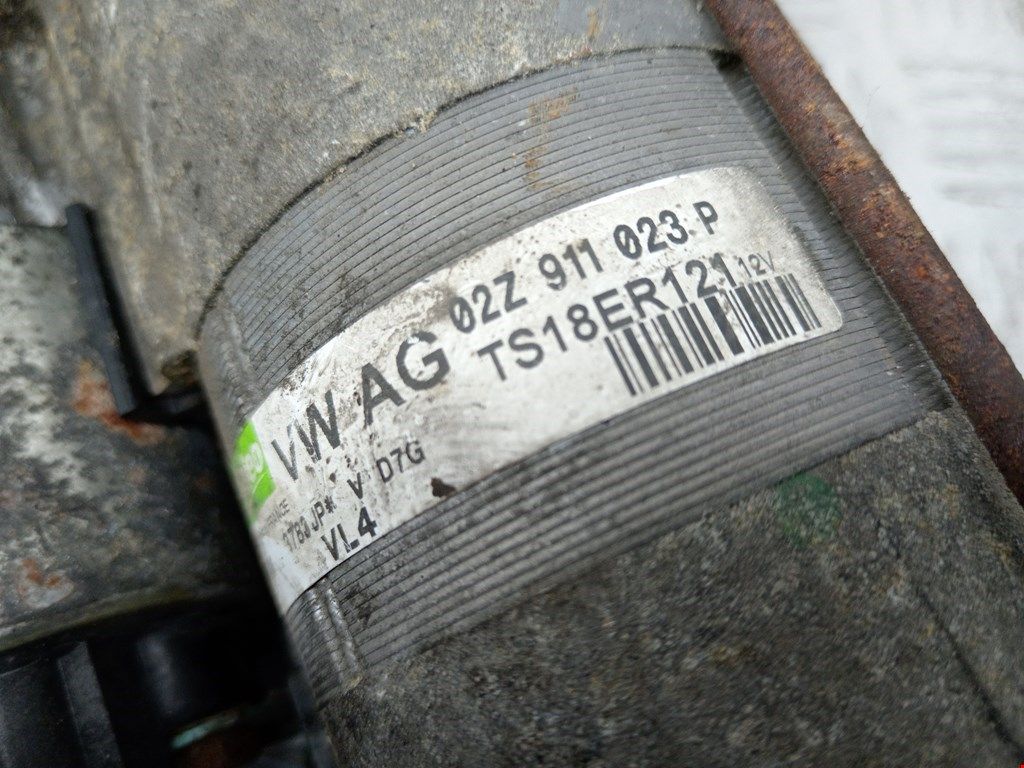 VW AG 02Z 911 023 P
TS18ER121 12V
V D7G
VL4